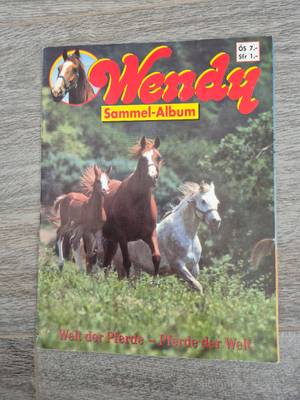 Wendy
ÖS 7.-
Sfr 1.-
Sammel-Album
Welt der Pferde – Pferde der Welt